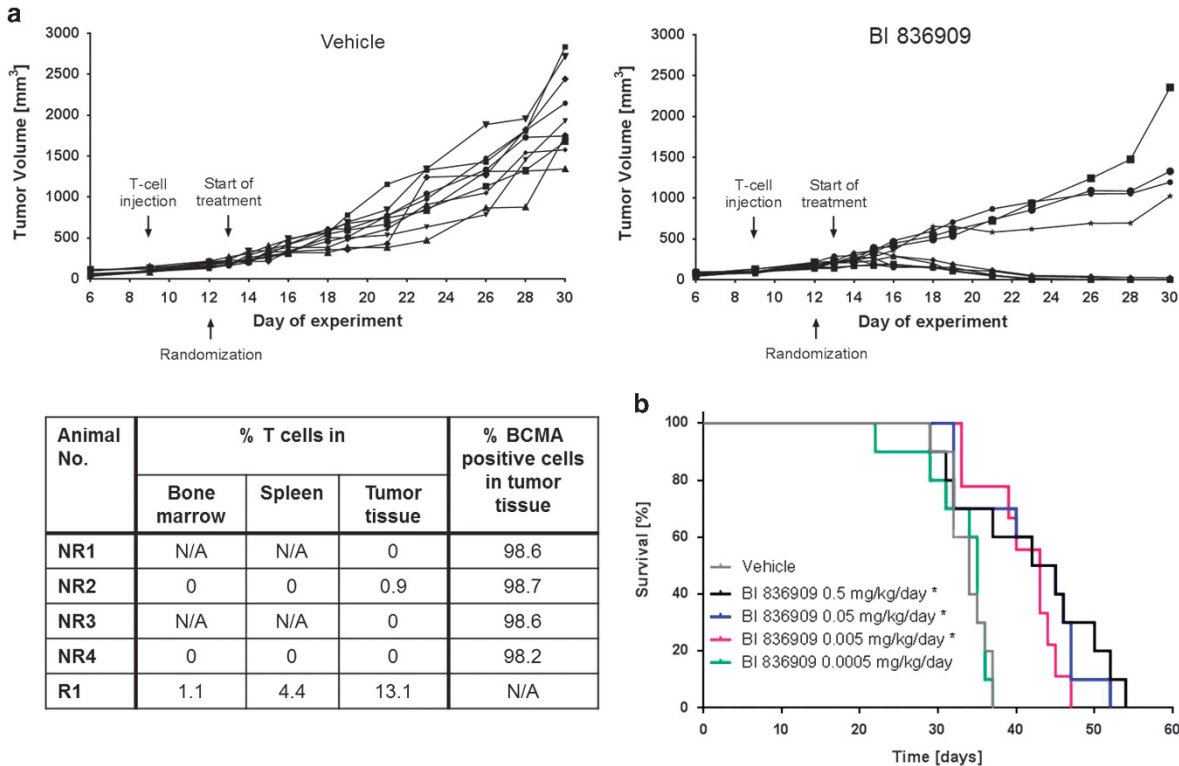 a
Vehicle
Tumor Volume [mm³]
3000
2500
2000
1500
1000
500
0
T-cell
injection
Start of
treatment
6 8 10 12 14 16 18 20 22 24 26 28 30
Day of experiment
Randomization
BI 836909
Tumor Volume [mm³]
3000
2500
2000
1500
1000
500
0
T-cell
injection
Start of
treatment
6 8 10 12 14 16 18 20 22 24 26 28 30
Day of experiment
Randomization
Animal No. % T cells in % BCMA positive cells in tumor tissue
Bone marrow Spleen Tumor tissue
NR1 N/A N/A 0 98.6
NR2 0 0 0.9 98.7
NR3 N/A N/A 0 98.6
NR4 0 0 0 98.2
R1 1.1 4.4 13.1 N/A
b
Survival [%]
100
80
60
40
20
0
Vehicle
BI 836909 0.5 mg/kg/day *
BI 836909 0.05 mg/kg/day *
BI 836909 0.005 mg/kg/day *
BI 836909 0.0005 mg/kg/day
0 10 20 30 40 50 60
Time [days]